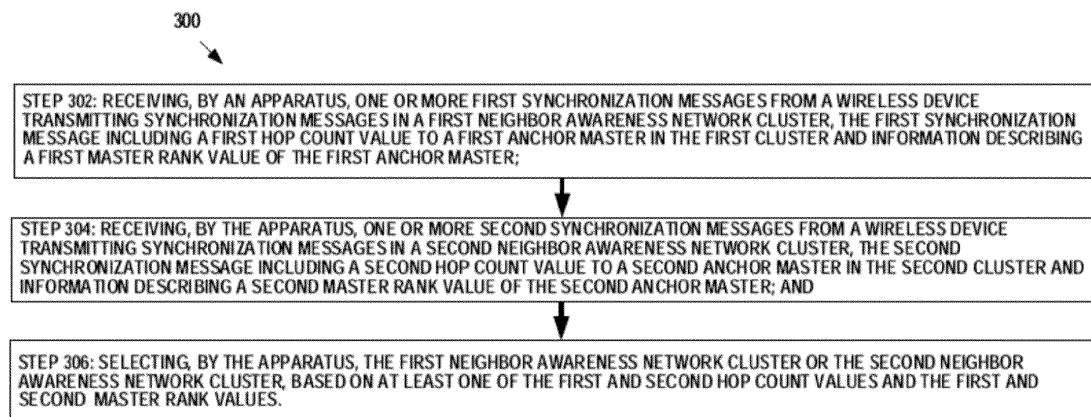 300
STEP 302: RECEIVING, BY AN APPARATUS, ONE OR MORE FIRST SYNCHRONIZATION MESSAGES FROM A WIRELESS DEVICE
TRANSMITTING SYNCHRONIZATION MESSAGES IN A FIRST NEIGHBOR AWARENESS NETWORK CLUSTER, THE FIRST SYNCHRONIZATION
MESSAGE INCLUDING A FIRST HOP COUNT VALUE TO A FIRST ANCHOR MASTER IN THE FIRST CLUSTER AND INFORMATION DESCRIBING
A FIRST MASTER RANK VALUE OF THE FIRST ANCHOR MASTER;
STEP 304: RECEIVING, BY THE APPARATUS, ONE OR MORE SECOND SYNCHRONIZATION MESSAGES FROM A WIRELESS DEVICE
TRANSMITTING SYNCHRONIZATION MESSAGES IN A SECOND NEIGHBOR AWARENESS NETWORK CLUSTER, THE SECOND
SYNCHRONIZATION MESSAGE INCLUDING A SECOND HOP COUNT VALUE TO A SECOND ANCHOR MASTER IN THE SECOND CLUSTER AND
INFORMATION DESCRIBING A SECOND MASTER RANK VALUE OF THE SECOND ANCHOR MASTER; AND
STEP 306: SELECTING, BY THE APPARATUS, THE FIRST NEIGHBOR AWARENESS NETWORK CLUSTER OR THE SECOND NEIGHBOR
AWARENESS NETWORK CLUSTER, BASED ON AT LEAST ONE OF THE FIRST AND SECOND HOP COUNT VALUES AND THE FIRST AND
SECOND MASTER RANK VALUES.